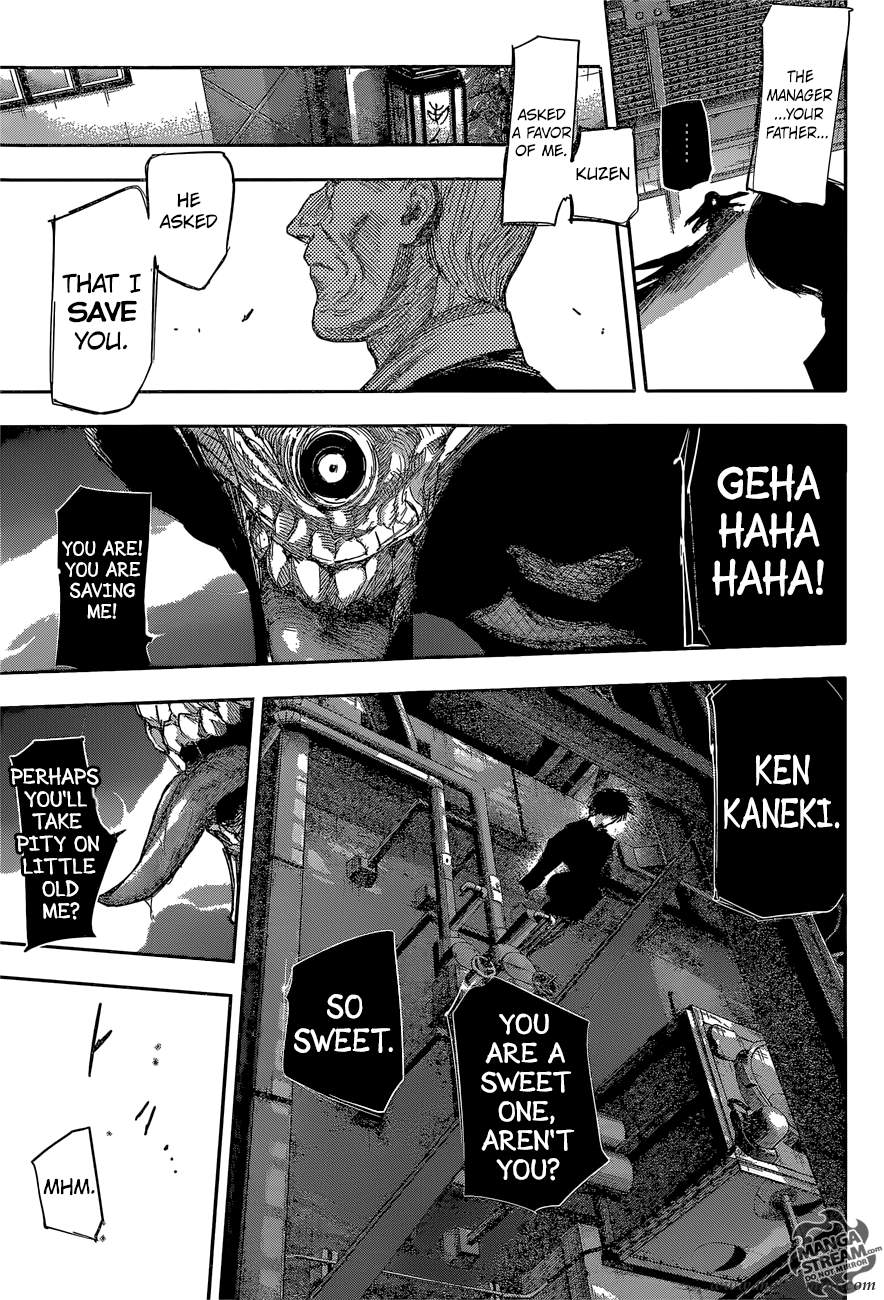 THE
MANAGER
...YOUR
FATHER...
......
KUZEN
ASKED
A FAVOR
OF ME.
HE
ASKED
THAT I
SAVE
YOU.
GEHA
HAHA
HAHA!
YOU ARE!
YOU ARE
SAVING
ME!
KEN
KANEKI.
YOU
ARE A
SWEET
ONE,
AREN'T
YOU?
SO
SWEET.
PERHAPS
YOU'LL
TAKE
PITY ON
LITTLE
OLD
ME?
MHM.
MANGA
STREAM.com
DO NOT MIRROR